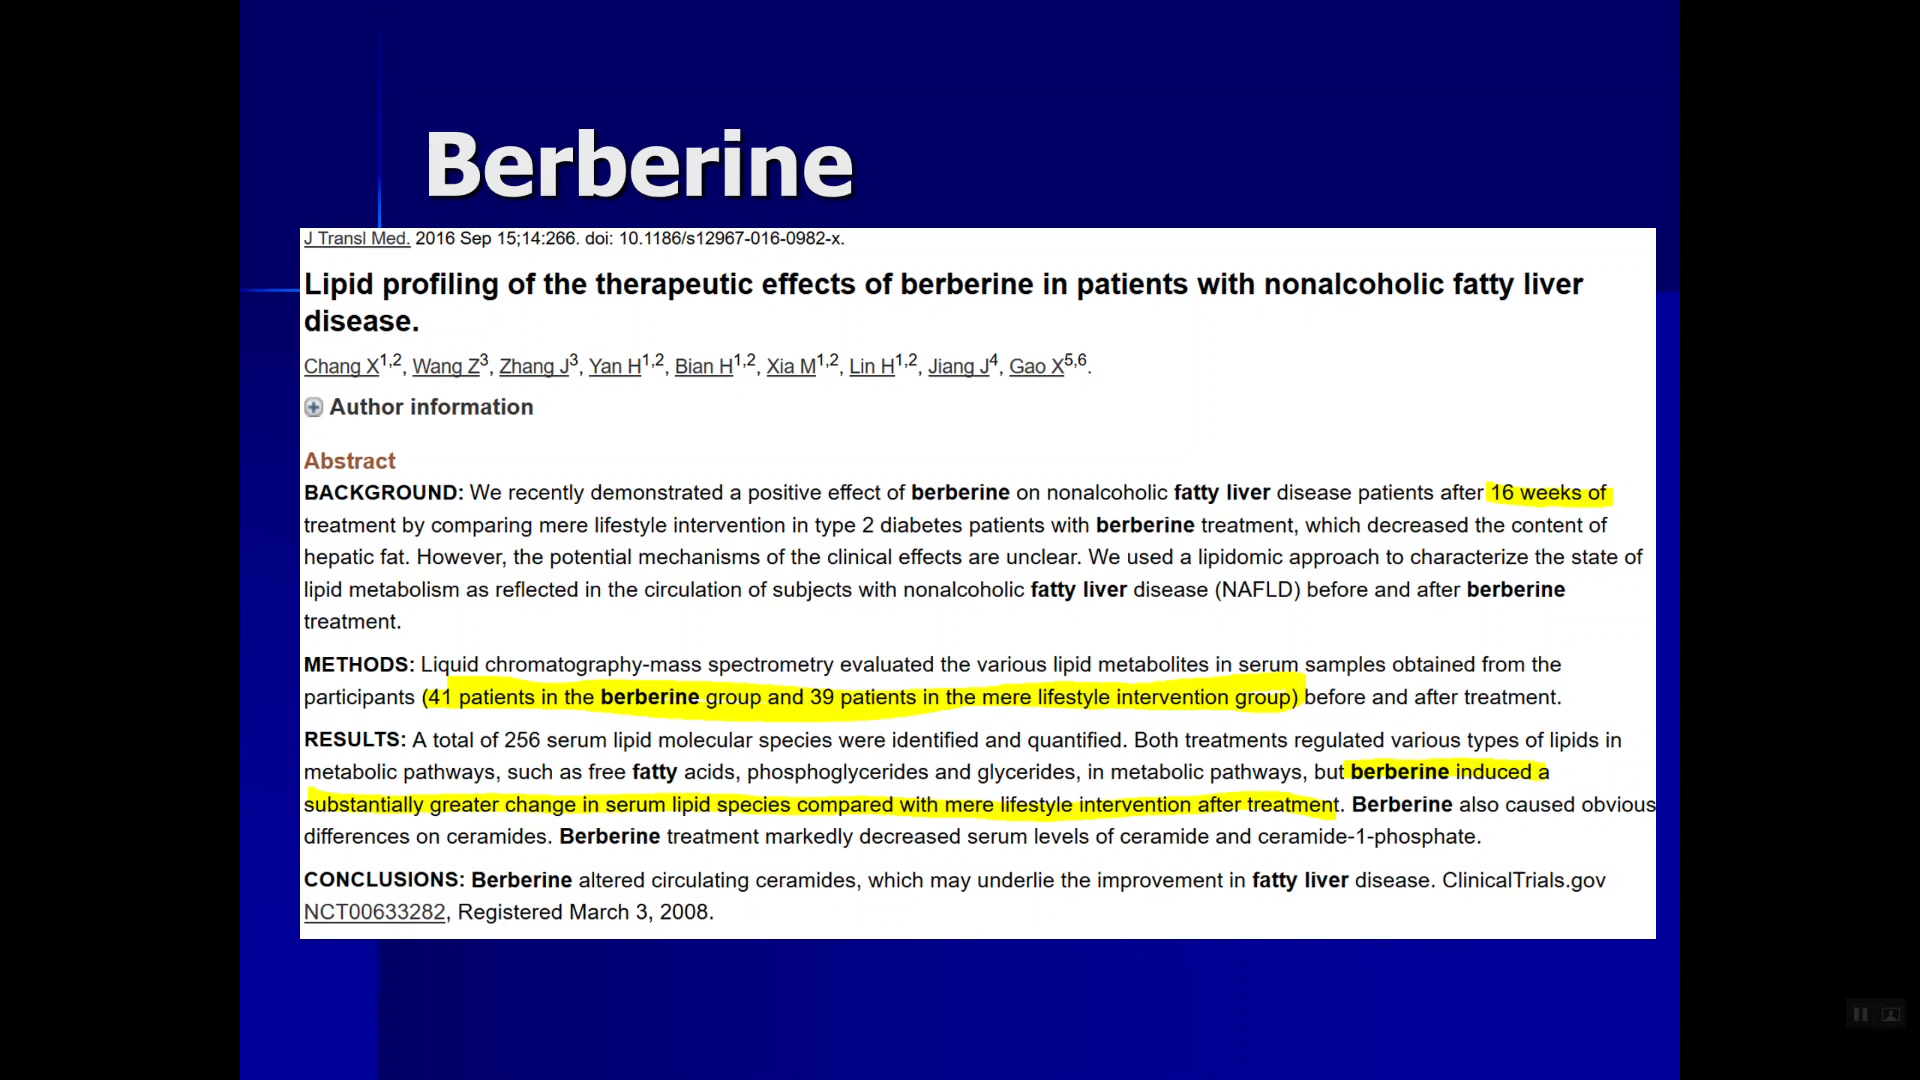 Berberine
J Transl Med. 2016 Sep 15;14:266. doi: 10.1186/s12967-016-0982-x.
Lipid profiling of the therapeutic effects of berberine in patients with nonalcoholic fatty liver
disease.
Chang X1,2, Wang Z3, Zhang J3, Yan H1,2, Bian H1,2, Xia M1,2, Lin H1,2, Jiang J4, Gao X5,6.
Author information
Abstract
BACKGROUND: We recently demonstrated a positive effect of berberine on nonalcoholic fatty liver disease patients after 16 weeks of
treatment by comparing mere lifestyle intervention in type 2 diabetes patients with berberine treatment, which decreased the content of
hepatic fat. However, the potential mechanisms of the clinical effects are unclear. We used a lipidomic approach to characterize the state of
lipid metabolism as reflected in the circulation of subjects with nonalcoholic fatty liver disease (NAFLD) before and after berberine
treatment.
METHODS: Liquid chromatography-mass spectrometry evaluated the various lipid metabolites in serum samples obtained from the
participants (41 patients in the berberine group and 39 patients in the mere lifestyle intervention group) before and after treatment.
RESULTS: A total of 256 serum lipid molecular species were identified and quantified. Both treatments regulated various types of lipids in
metabolic pathways, such as free fatty acids, phosphoglycerides and glycerides, in metabolic pathways, but berberine induced a
substantially greater change in serum lipid species compared with mere lifestyle intervention after treatment. Berberine also caused obvious
differences on ceramides. Berberine treatment markedly decreased serum levels of ceramide and ceramide-1-phosphate.
CONCLUSIONS: Berberine altered circulating ceramides, which may underlie the improvement in fatty liver disease. ClinicalTrials.gov
NCT00633282, Registered March 3, 2008.